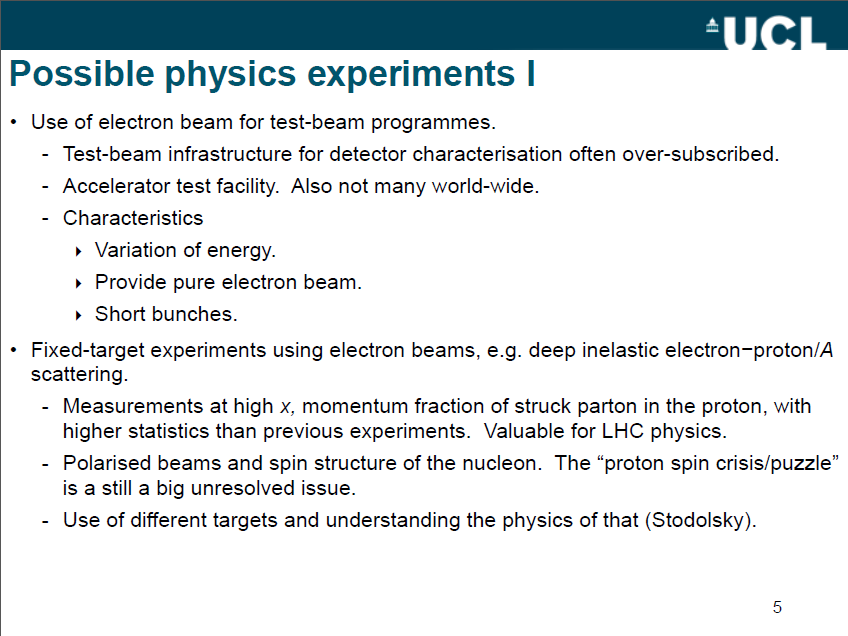 UCL
Possible physics experiments I
• Use of electron beam for test-beam programmes.
- Test-beam infrastructure for detector characterisation often over-subscribed.
- Accelerator test facility.  Also not many world-wide.
- Characteristics
‣ Variation of energy.
‣ Provide pure electron beam.
‣ Short bunches.
• Fixed-target experiments using electron beams, e.g. deep inelastic electron−proton/A
scattering.
- Measurements at high x, momentum fraction of struck parton in the proton, with
higher statistics than previous experiments.  Valuable for LHC physics.
- Polarised beams and spin structure of the nucleon.  The “proton spin crisis/puzzle”
is a still a big unresolved issue.
- Use of different targets and understanding the physics of that (Stodolsky).
5